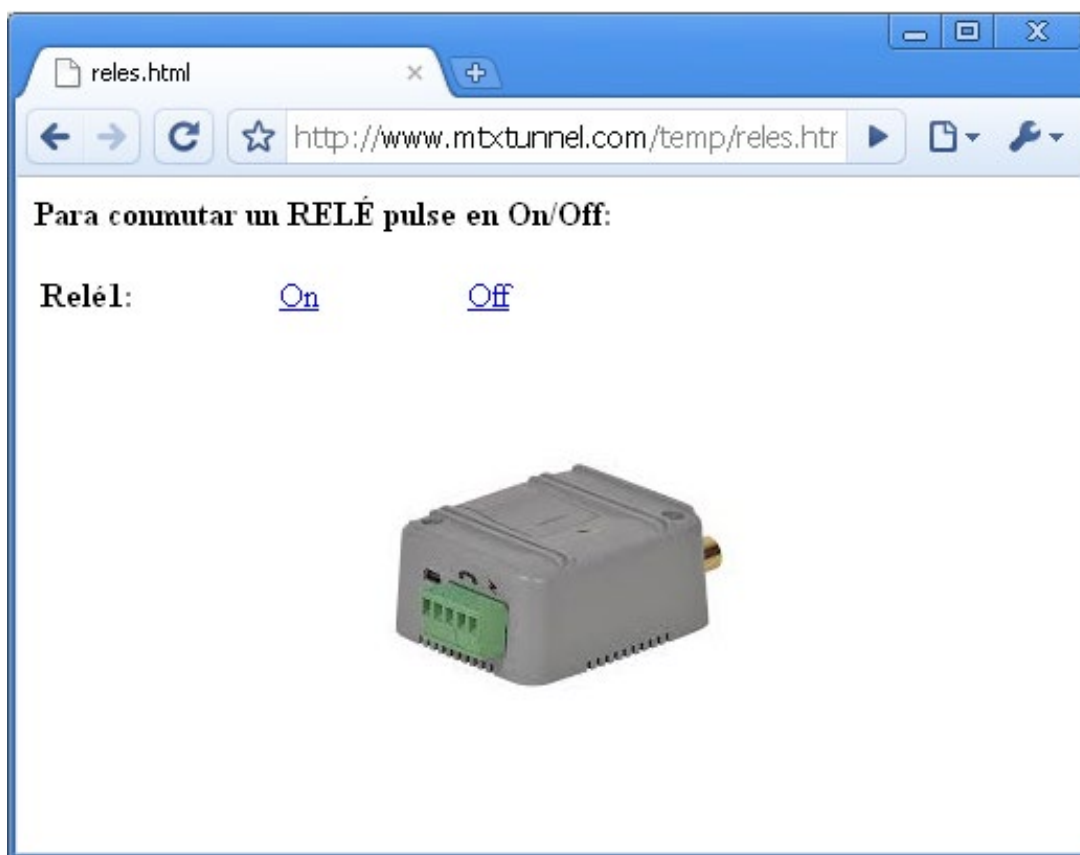 reles.html
http://www.mtxtunnel.com/temp/reles.htr
Para conmutar un RELÉ pulse en On/Off:
Relé1: On Off